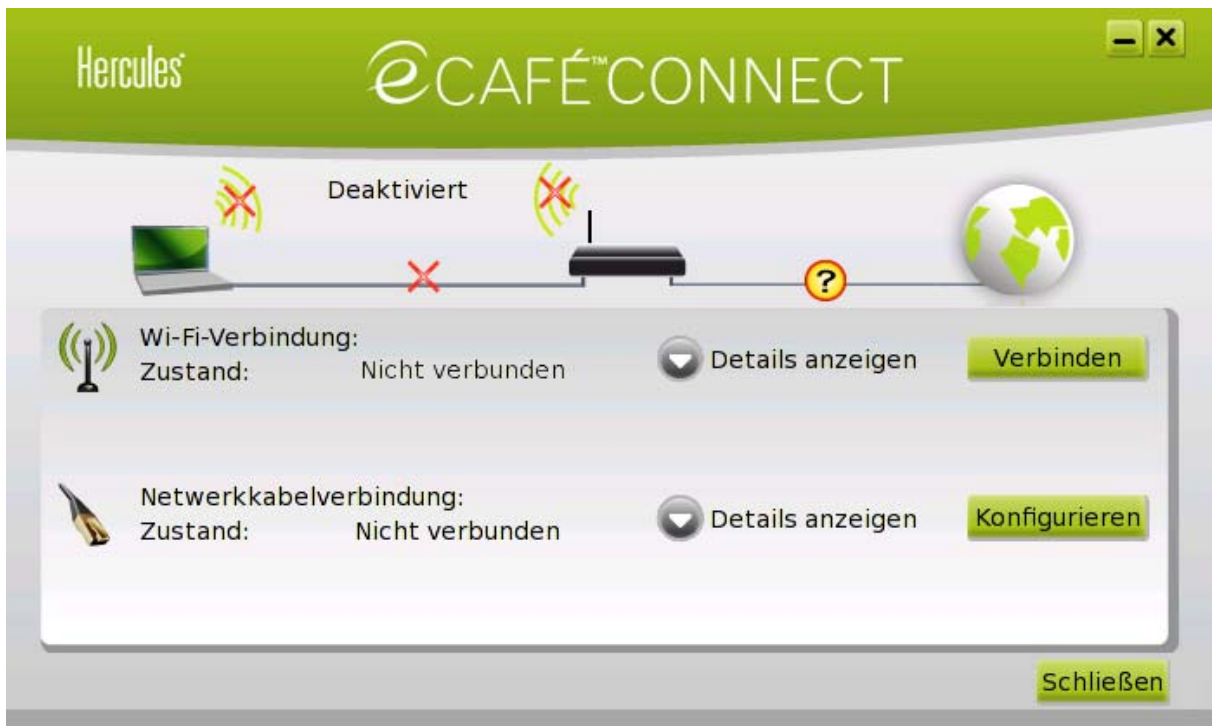 Hercules
eCAFÉ™CONNECT
Deaktiviert
?
Wi-Fi-Verbindung:
Zustand: Nicht verbunden
Details anzeigen
Verbinden
Netwerkkabelverbindung:
Zustand: Nicht verbunden
Details anzeigen
Konfigurieren
Schließen